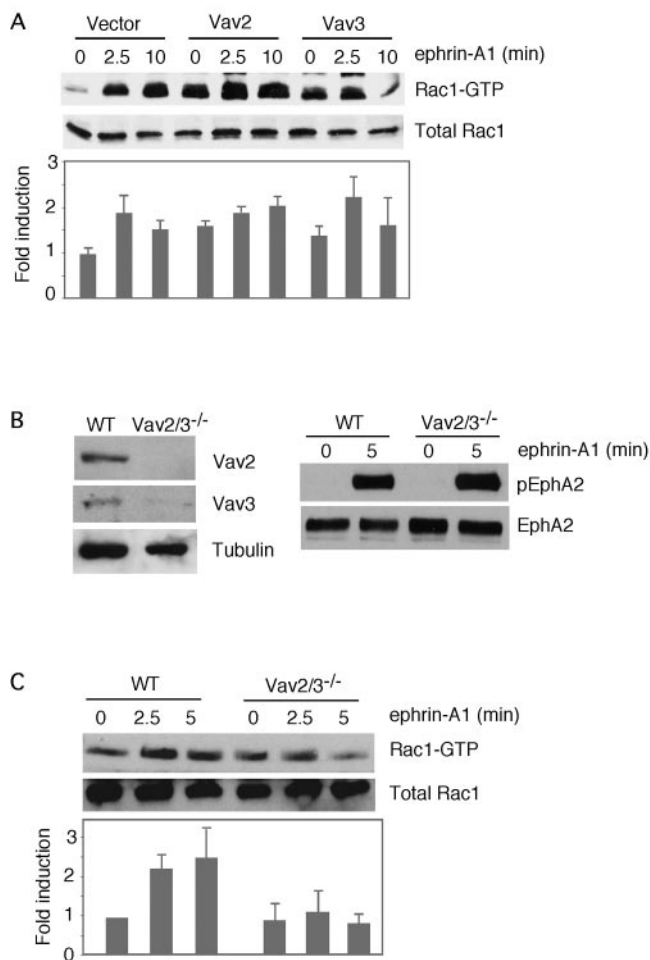 A
Vector Vav2 Vav3
0 2.5 10 0 2.5 10 0 2.5 10 ephrin-A1 (min)
Rac1-GTP
Total Rac1
3
2
1
0
Fold induction
B
WT Vav2/3-/-
Vav2
Vav3
Tubulin
WT Vav2/3-/-
0 5 0 5 ephrin-A1 (min)
pEphA2
EphA2
C
WT Vav2/3-/-
0 2.5 5 0 2.5 5 ephrin-A1 (min)
Rac1-GTP
Total Rac1
3
2
1
0
Fold induction